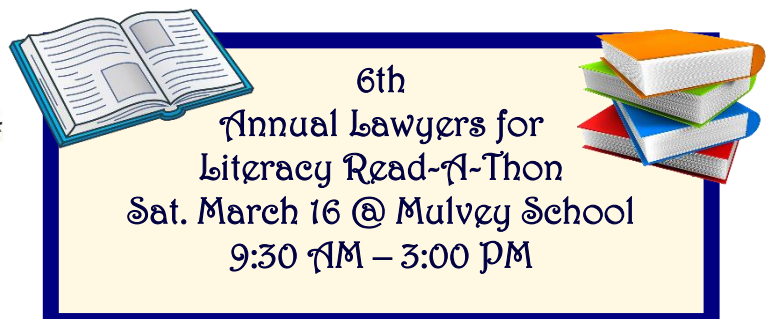 6th
Annual Lawyers for
Literacy Read-A-Thon
Sat. March 16 @ Mulvey School
9:30 AM – 3:00 PM